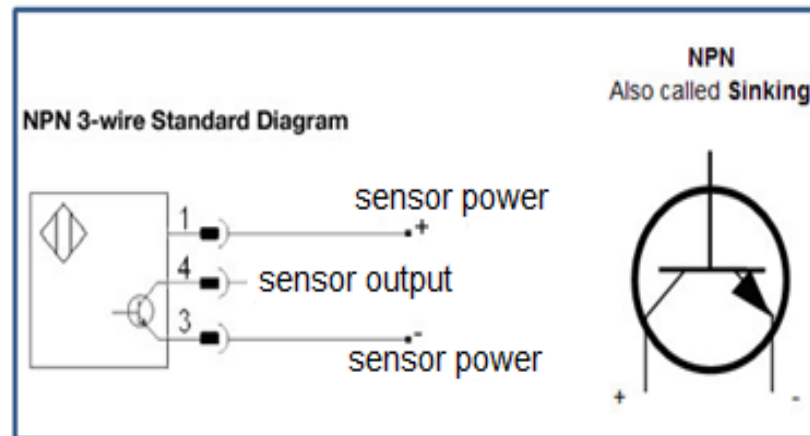 NPN
Also called Sinking
NPN 3-wire Standard Diagram
sensor power
1
+
4
sensor output
3
-
sensor power
+
-